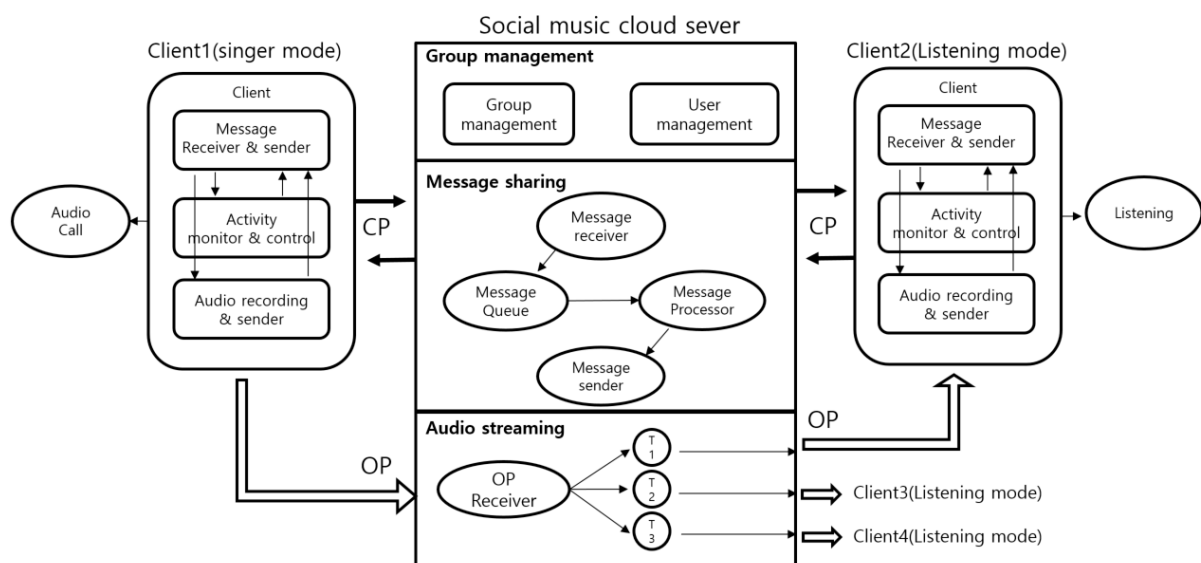 Social music cloud sever
Client1(singer mode)
Client
Message
Receiver & sender
Activity
monitor & control
Audio recording
& sender
Audio
Call
CP
OP
Group management
Group
management
User
management
Message sharing
Message
receiver
Message
Queue
Message
Processor
Message
sender
Audio streaming
OP
Receiver
T
1
T
2
T
3
Client2(Listening mode)
Client
Message
Receiver & sender
Activity
monitor & control
Audio recording
& sender
Listening
CP
OP
Client3(Listening mode)
Client4(Listening mode)